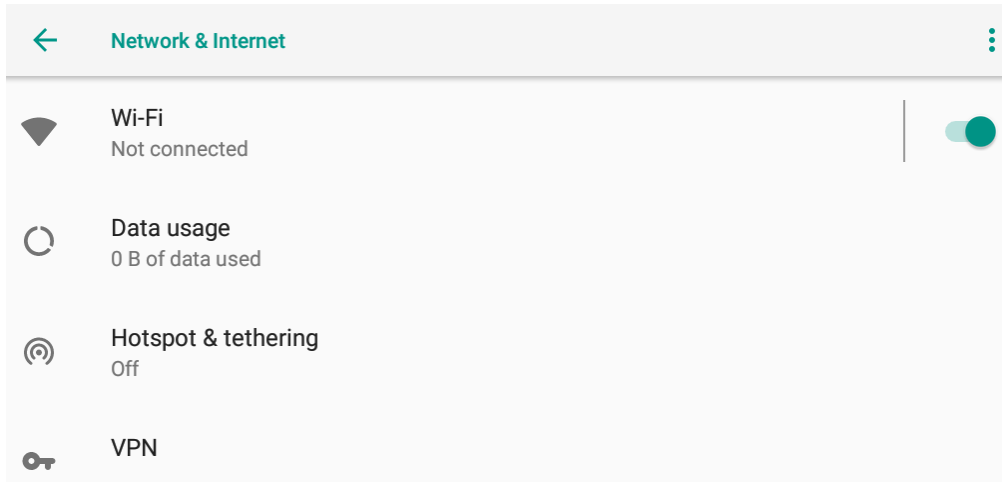 Network & Internet
Wi-Fi
Not connected
Data usage
0 B of data used
Hotspot & tethering
Off
VPN